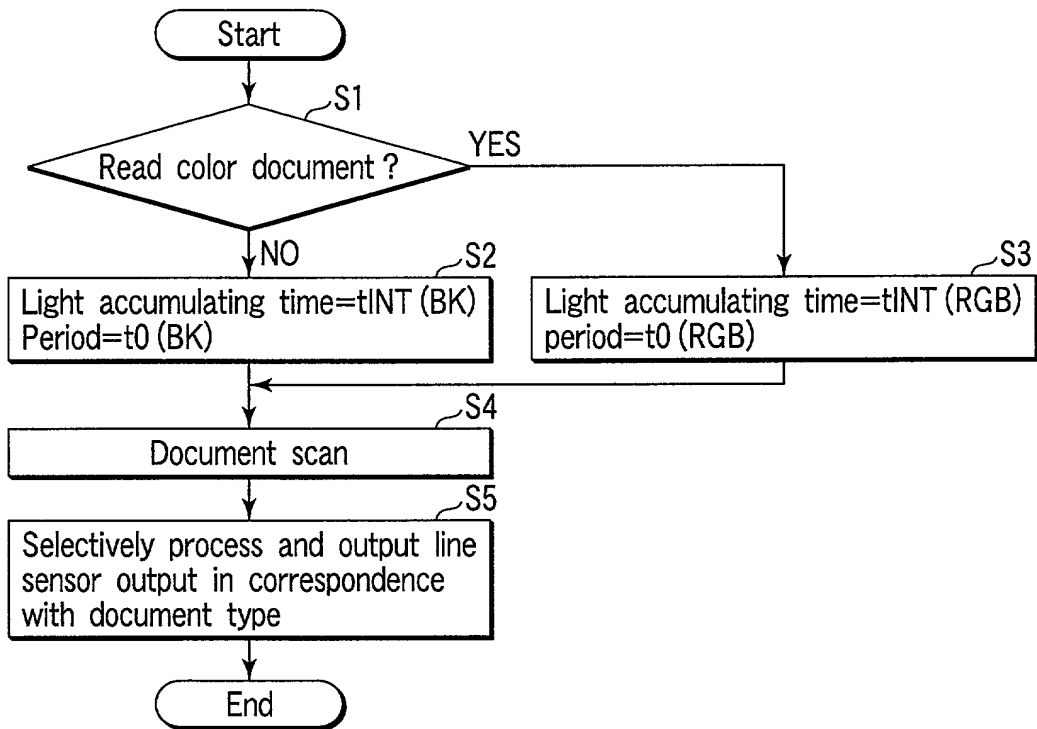 Start
S1
Read color document?
YES
NO
S2
Light accumulating time=tINT(BK)
Period=t0(BK)
S3
Light accumulating time=tINT(RGB)
period=t0(RGB)
S4
Document scan
S5
Selectively process and output line
sensor output in correspondence
with document type
End